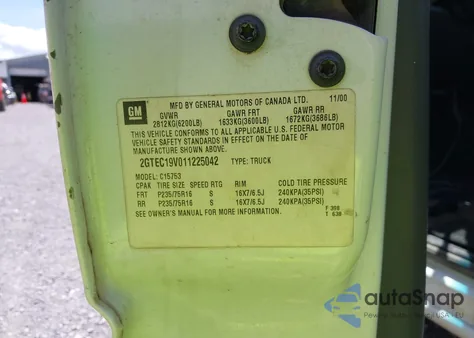 GM
MFD. BY GENERAL MOTORS OF CANADA LTD. 11/00
GVWR GAWR FRT GAWR RR
2812KG(6200LB) 1633KG(3600LB) 1672KG(3686LB)
THIS VEHICLE CONFORMS TO ALL APPLICABLE U.S. FEDERAL MOTOR
VEHICLE SAFETY STANDARDS IN EFFECT ON THE DATE OF
MANUFACTURE SHOWN ABOVE.
2GTEC19V011225042 TYPE: TRUCK
MODEL: C15753
CPAK TIRE SIZE SPEED RTG RIM COLD TIRE PRESSURE
FRT P235/75R16 S 16X7/6.5J 240KPA(35PSI)
RR P235/75R16 S 16X7/6.5J 240KPA(35PSI)
SEE OWNER'S MANUAL FOR MORE INFORMATION.
F 398
T 636
autoSnap